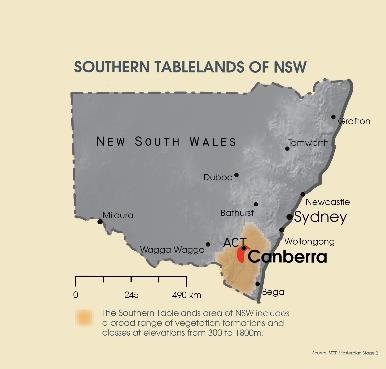 SOUTHERN TABLELANDS OF NSW
NEW SOUTH WALES
Grafton
Tamworth
Dubbo
Newcastle
Bathurst
Sydney
Mildura
Wollongong
ACT
Wagga Wagga
Canberra
Bega
0 245 490 km
The Southern Tablelands area of NSW includes
a broad range of vegetation formations and
classes at elevations from 300 to 1800m.